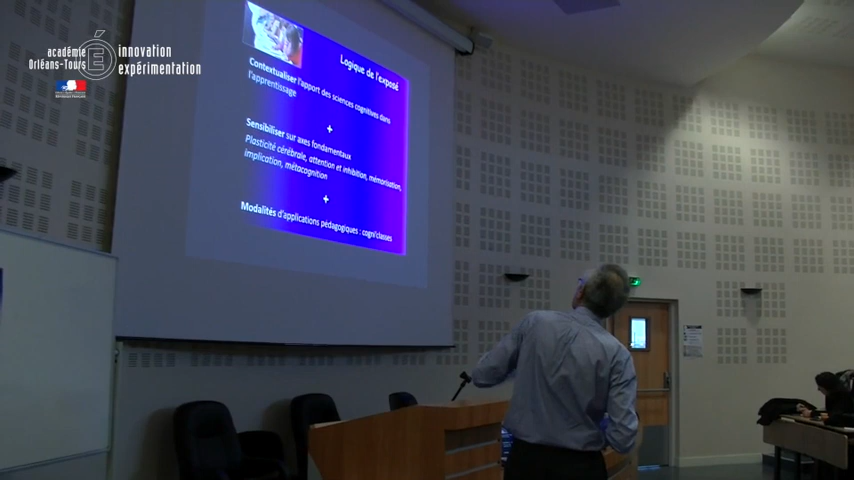 académie
Orléans-Tours
innovation
expérimentation
Logique de l'exposé
Contextualiser l'apport des sciences cognitives dans
l'apprentissage
+
Sensibiliser sur axes fondamentaux
Plasticité cérébrale, attention et inhibition, mémorisation,
implication, métacognition
+
Modalités d'applications pédagogiques : cogni'classes